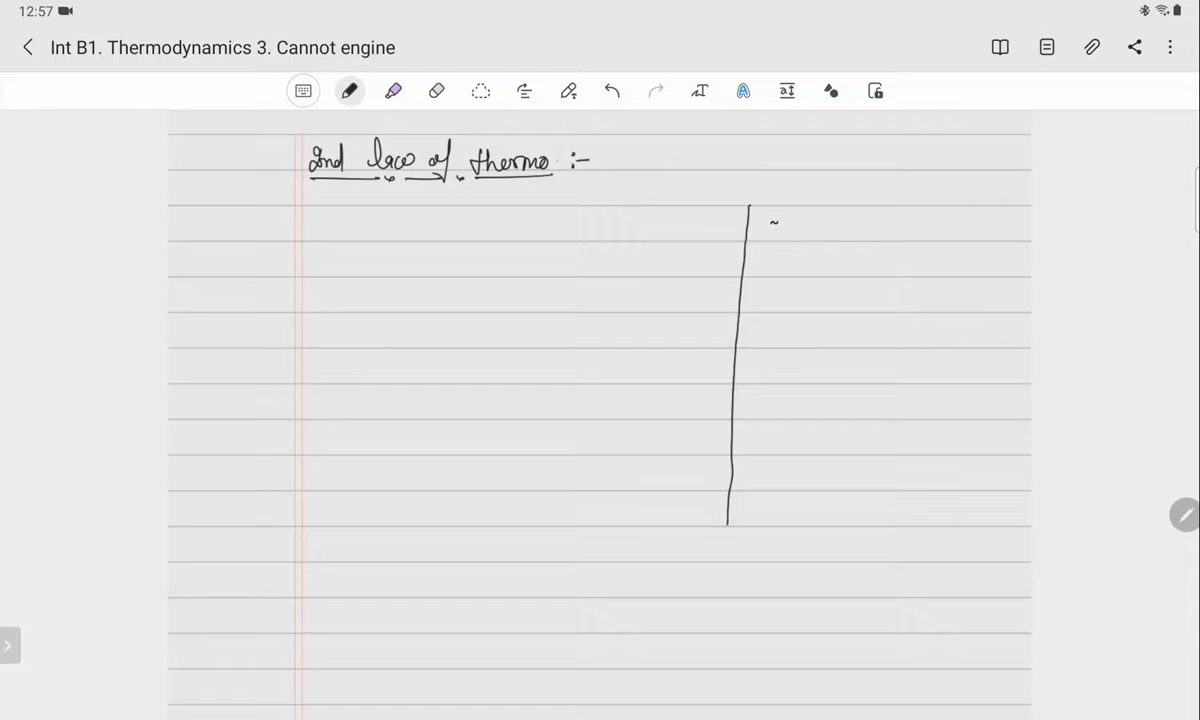 12:57
Int B1. Thermodynamics 3. Cannot engine
2nd law of thermo :-